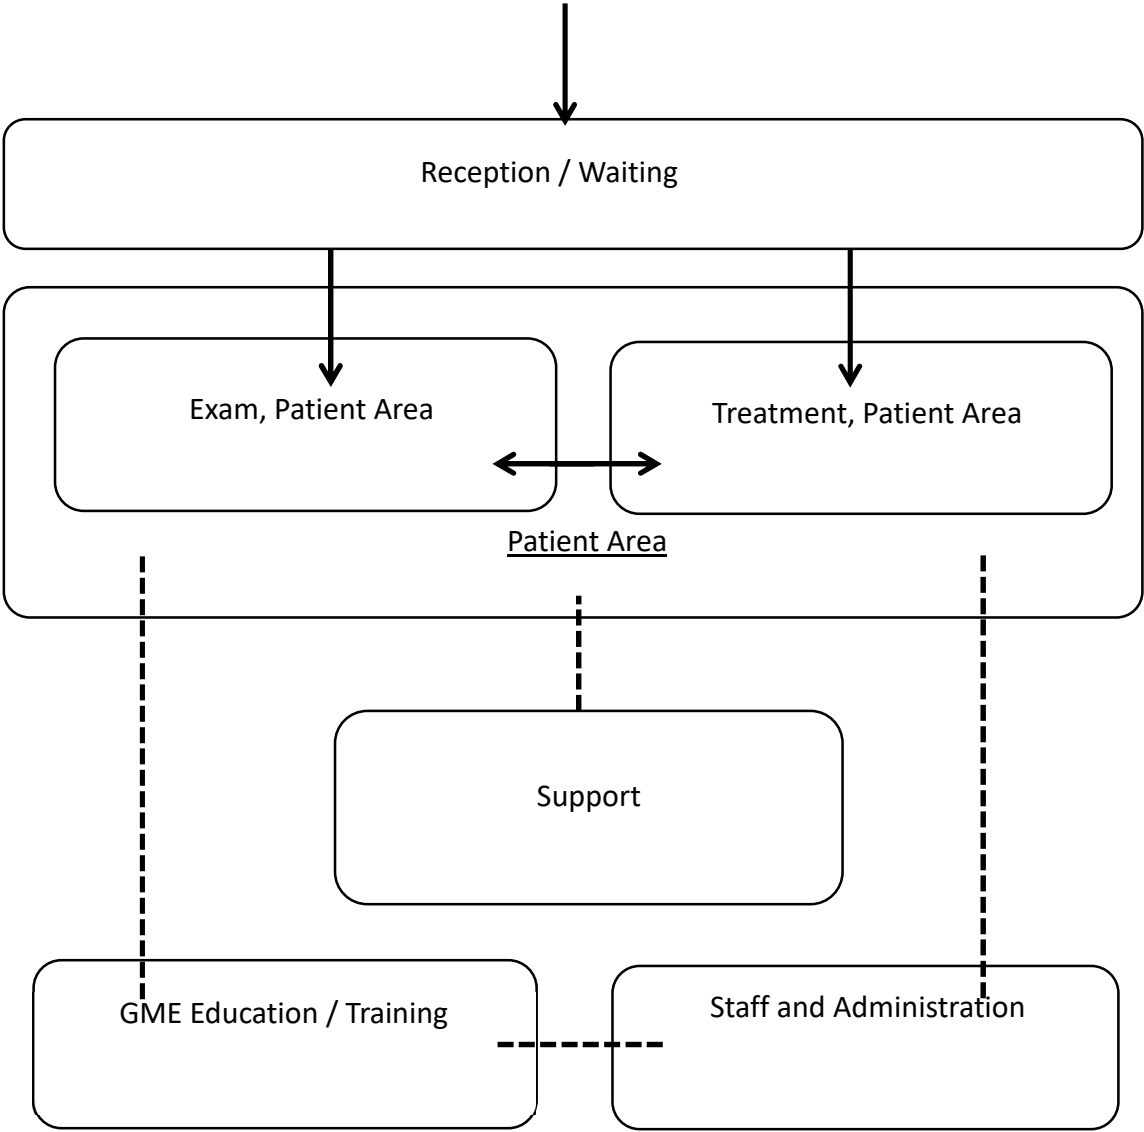 Reception / Waiting
Exam, Patient Area
Treatment, Patient Area
Patient Area
Support
GME Education / Training
Staff and Administration